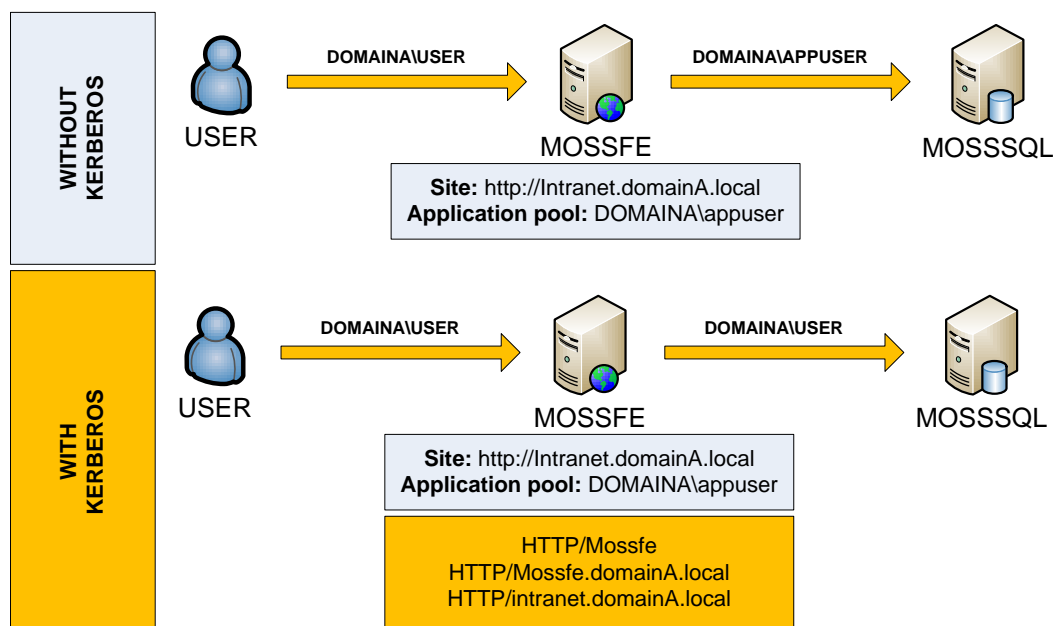 WITHOUT
KERBEROS
DOMAINA\USER
DOMAINA\APPUSER
USER
MOSSFE
MOSSSQL
Site: http://Intranet.domainA.local
Application pool: DOMAINA\appuser
WITH
KERBEROS
DOMAINA\USER
DOMAINA\USER
USER
MOSSFE
MOSSSQL
Site: http://Intranet.domainA.local
Application pool: DOMAINA\appuser
HTTP/Mossfe
HTTP/Mossfe.domainA.local
HTTP/intranet.domainA.local